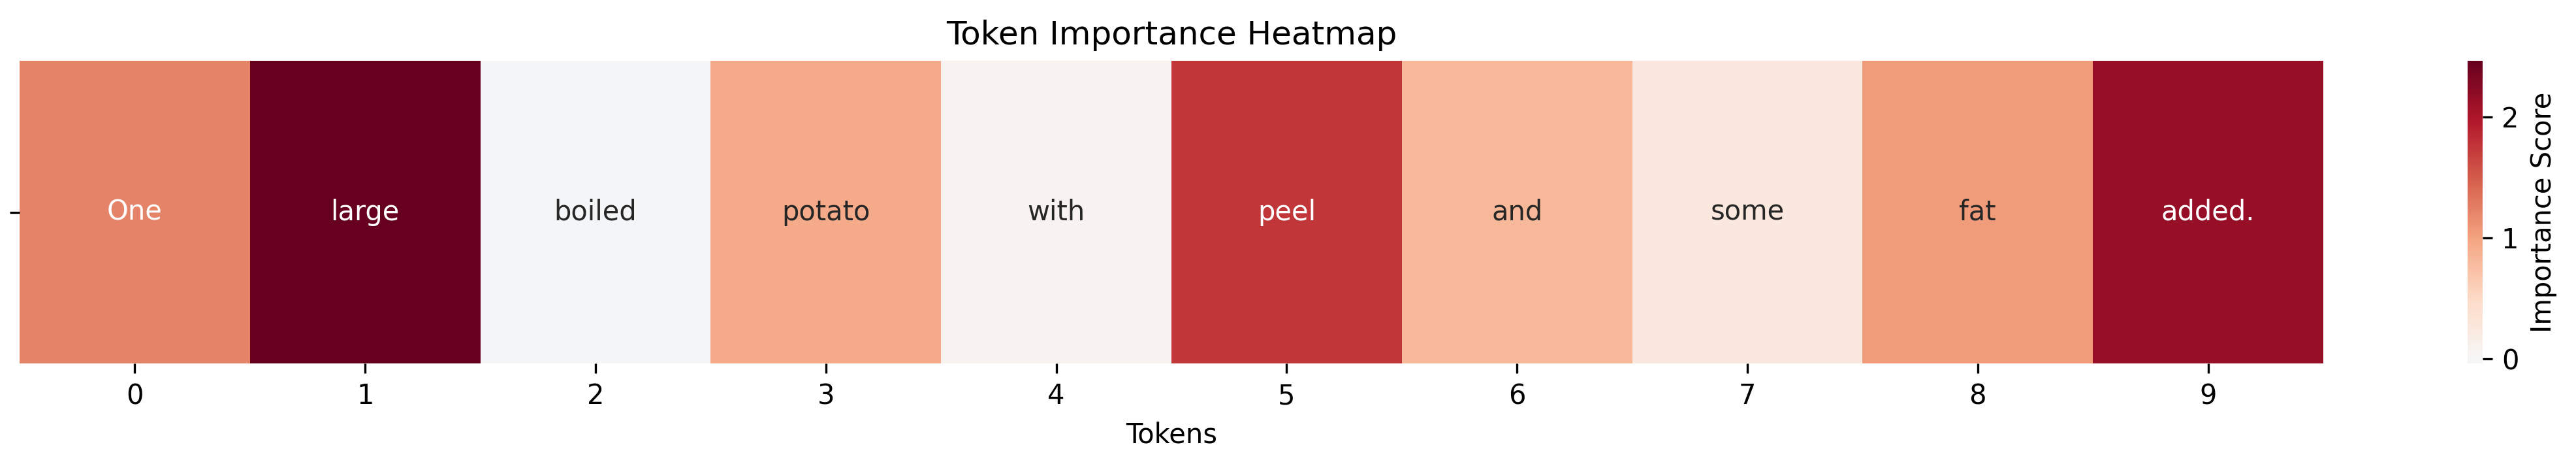 Token Importance Heatmap
One large boiled potato with peel and some fat added.
0 1 2 3 4 5 6 7 8 9
Tokens
2
1
0
Importance Score